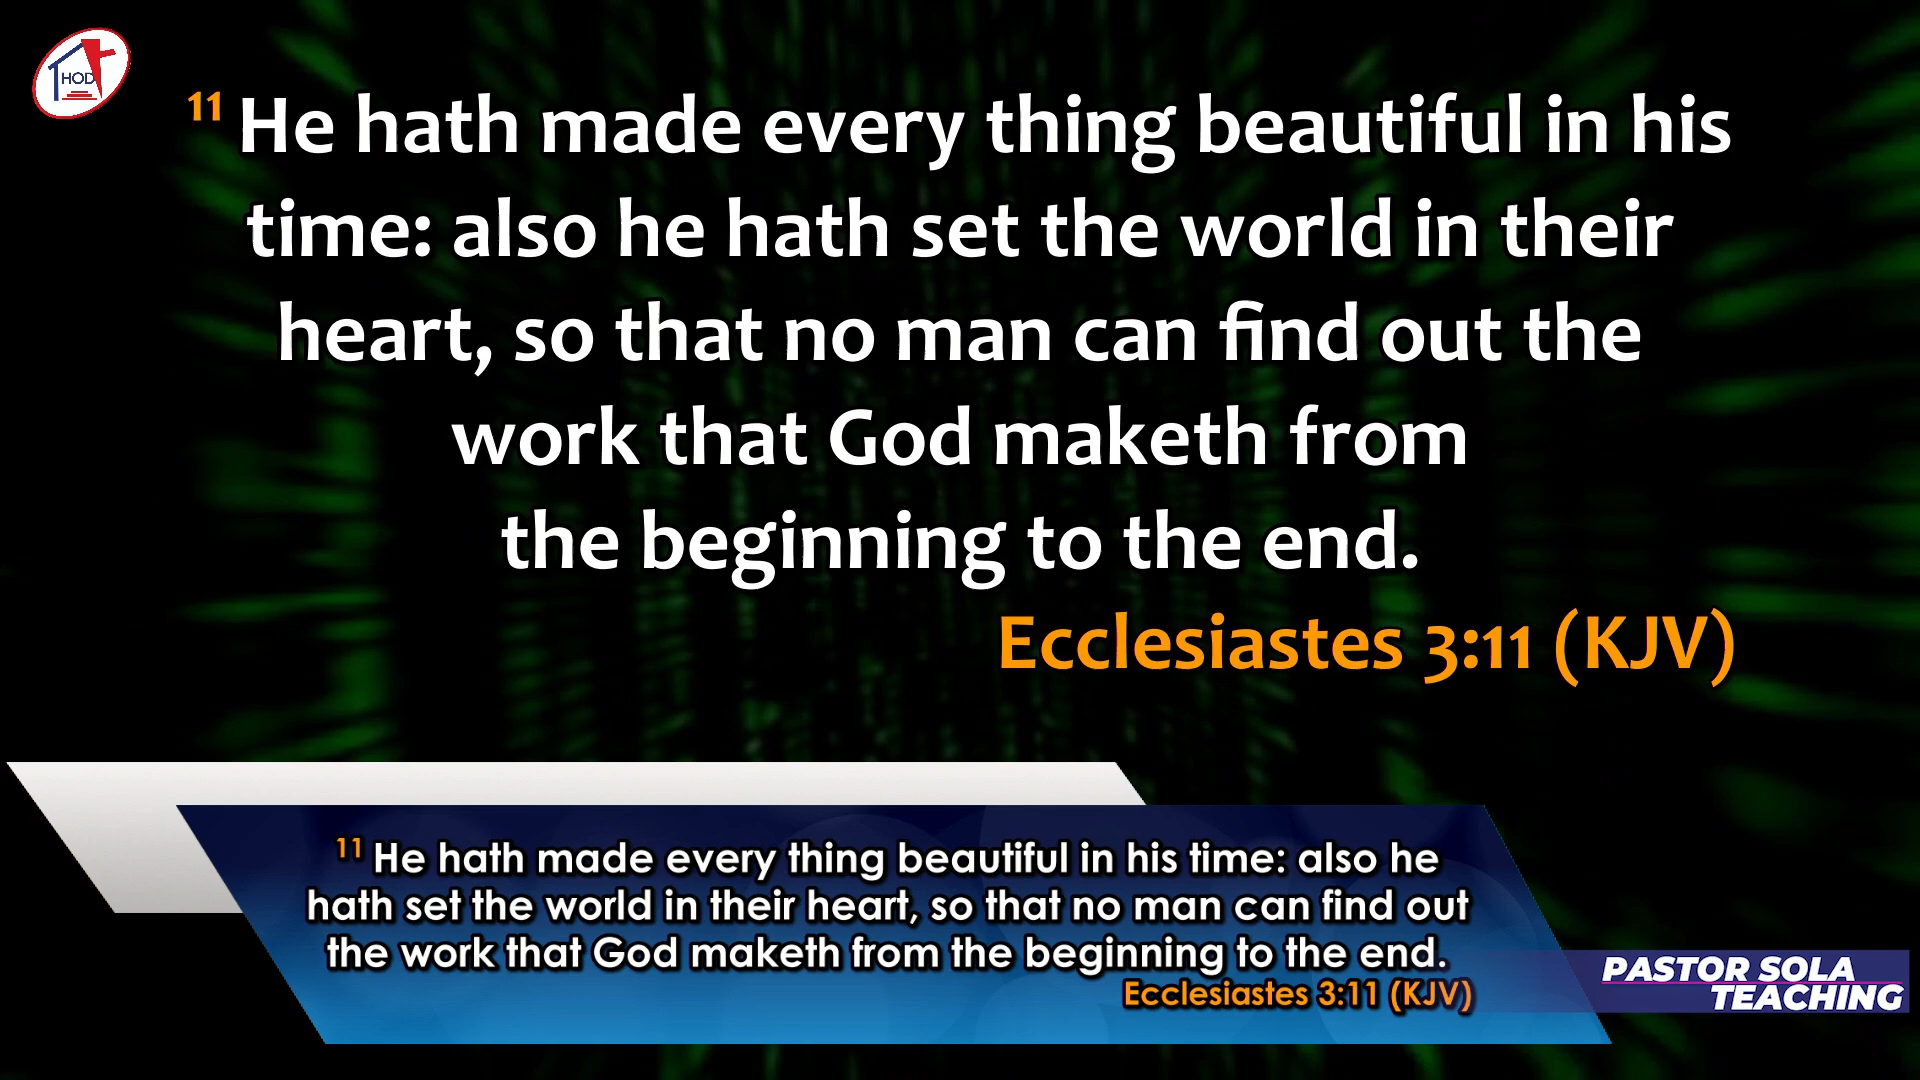 HOD
11 He hath made every thing beautiful in his
time: also he hath set the world in their
heart, so that no man can find out the
work that God maketh from
the beginning to the end.
Ecclesiastes 3:11 (KJV)
11 He hath made every thing beautiful in his time: also he
hath set the world in their heart, so that no man can find out
the work that God maketh from the beginning to the end.
Ecclesiastes 3:11 (KJV)
PASTOR SOLA
TEACHING